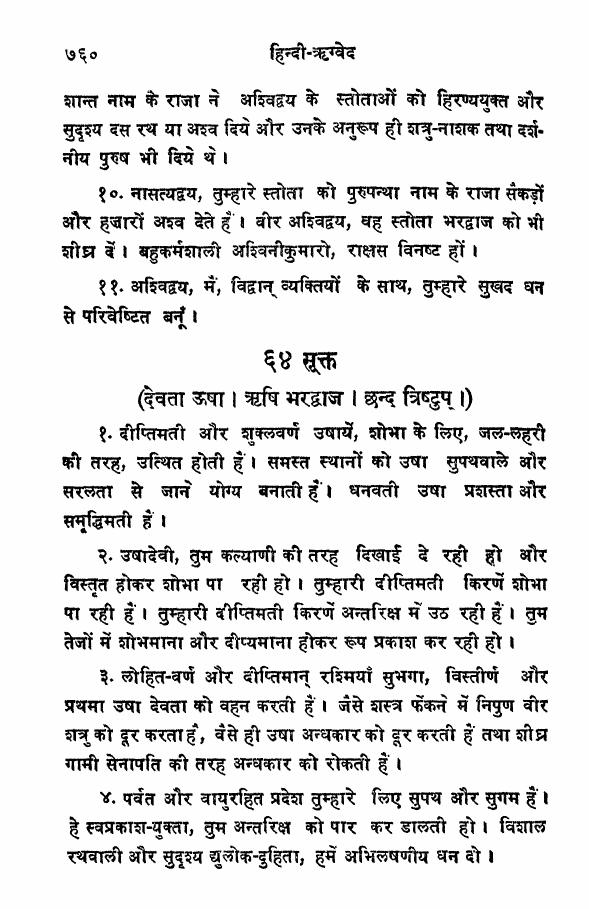 ७६०
हिन्दी-ऋग्वेद
शान्त नाम के राजा ने अश्विद्वय के स्तोताओं को हिरण्ययुक्त और
सुदृश्य दस रथ या अश्व दिये और उनके अनुरूप ही शत्रु-नाशक तथा दर्श-
नीय पुरुष भी दिये थे ।
१०. नासत्यद्वय, तुम्हारे स्तोता को पुरुपन्था नाम के राजा सैकड़ों
और हजारों अश्व देते हैं । वीर अश्विद्वय, वह स्तोता भरद्वाज को भी
शीघ्र दें । बहुकर्मशाली अश्विनीकुमारो, राक्षस विनष्ट हों ।
११. अश्विद्वय, मैं, विद्वान् व्यक्तियों के साथ, तुम्हारे सुखद धन
से परिवेष्टित बनूँ ।
६४ सूक्त
(देवता ऊषा । ऋषि भरद्वाज । छन्द त्रिष्टुप् ।)
१. दीप्तिमती और शुक्लवर्ण उषायें, शोभा के लिए, जल-लहरी
की तरह, उत्थित होती हैं । समस्त स्थानों को उषा सुपथवाले और
सरलता से जाने योग्य बनाती हैं । धनवती उषा प्रशस्ता और
समृद्धिमती हैं ।
२. उषादेवी, तुम कल्याणी की तरह दिखाई दे रही हो और
विस्तृत होकर शोभा पा रही हो । तुम्हारी दीप्तिमती किरणें शोभा
पा रही हैं । तुम्हारी दीप्तिमती किरणें अन्तरिक्ष में उठ रही हैं । तुम
तेजों में शोभमाना और दीप्यमाना होकर रूप प्रकाश कर रही हो ।
३. लोहित-वर्ण और दीप्तिमान् रश्मियाँ सुभगा, विस्तीर्ण और
प्रथमा उषा देवता को वहन करती हैं । जैसे शस्त्र फेंकने में निपुण वीर
शत्रु को दूर करता है, वैसे ही उषा अन्धकार को दूर करती हैं तथा शीघ्र
गामी सेनापति की तरह अन्धकार को रोकती हैं ।
४. पर्वत और वायुरहित प्रदेश तुम्हारे लिए सुपथ और सुगम हैं ।
हे स्वप्रकाश-युक्ता, तुम अन्तरिक्ष को पार कर डालती हो । विशाल
रथवाली और सुदृश्य द्युलोक-दुहिता, हमें अभिलषणीय धन दो ।